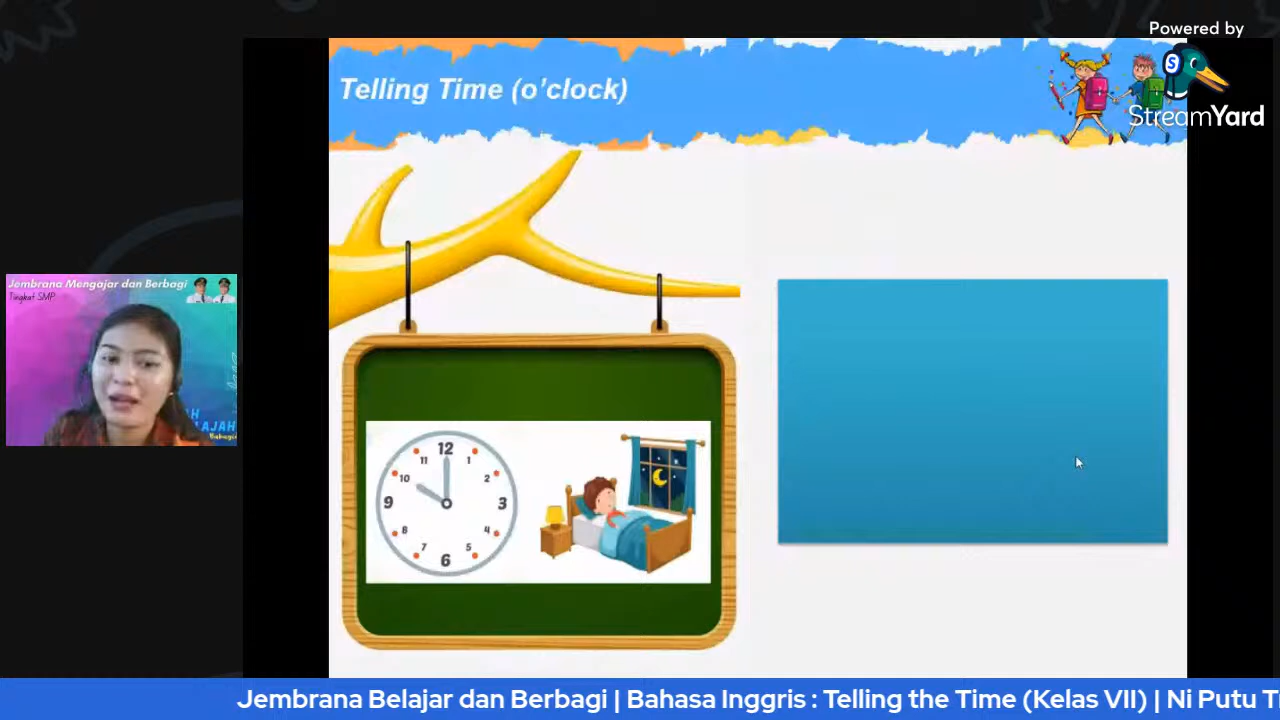 Powered by
StreamYard
Telling Time (o'clock)
Jembrana Mengajar dan Berbagi
Tingkat SMP
AJAH
12
11
1
10
2
9
3
8
4
7
5
6
Jembrana Belajar dan Berbagi | Bahasa Inggris : Telling the Time (Kelas VII) | Ni Putu T